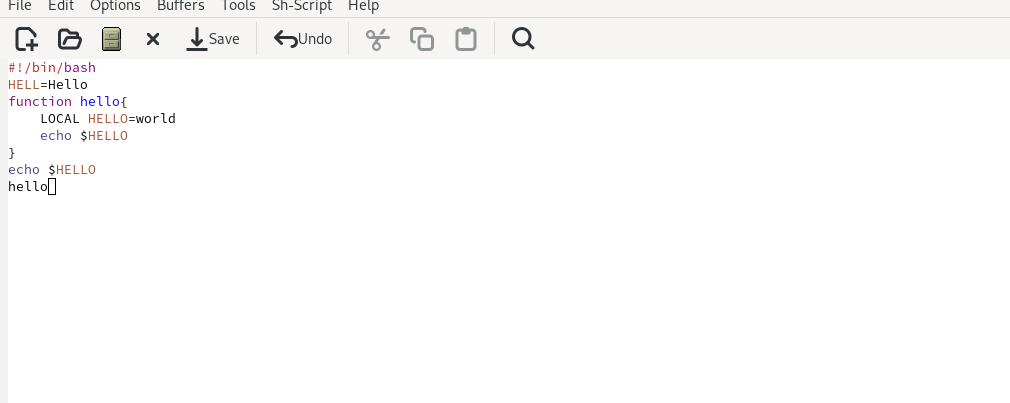 File Edit Options Buffers Tools Sh-Script Help
Save Undo
#!/bin/bash
HELL=Hello
function hello{
    LOCAL HELLO=world
    echo $HELLO
}
echo $HELLO
hello